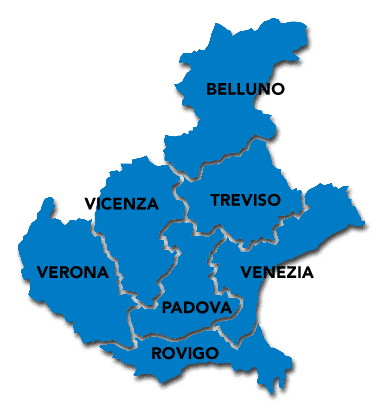 BELLUNO
VICENZA
TREVISO
VERONA
VENEZIA
PADOVA
ROVIGO